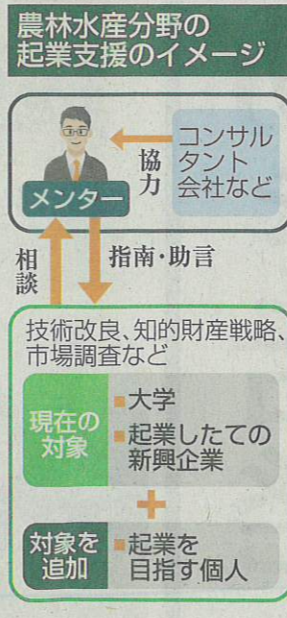 農林水産分野の
起業支援のイメージ
メンター
協力
コンサル
タント
会社など
相談
指南・助言
技術改良、知的財産戦略、
市場調査など
現在の
対象
■大学
■起業したての
新興企業
+
対象を
追加
■起業を
目指す個人